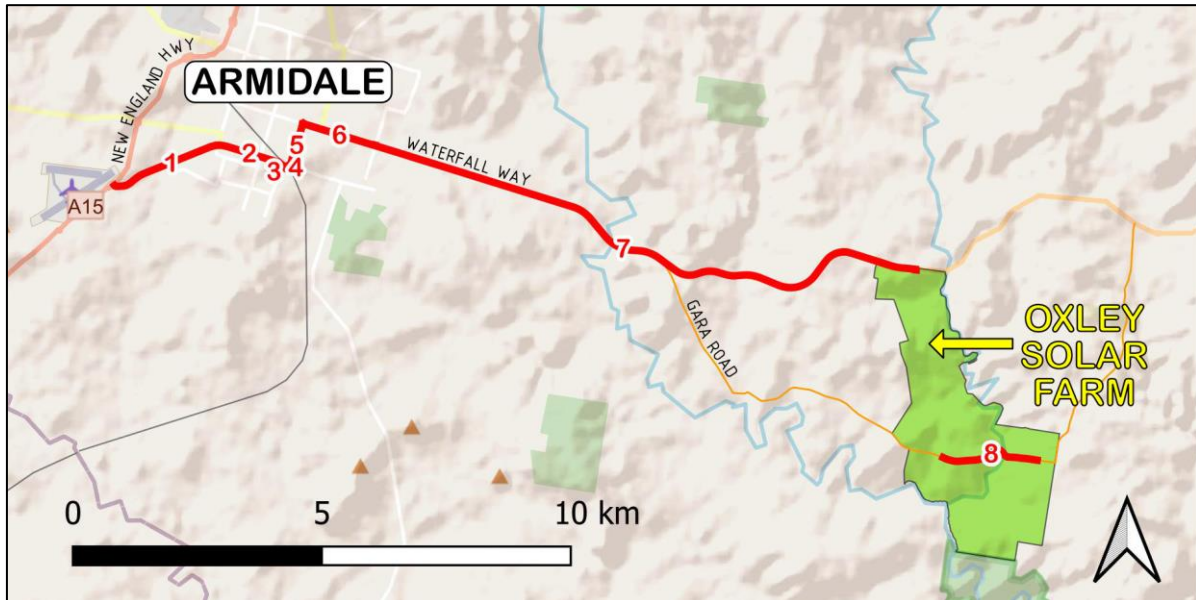 NEW ENGLAND HWY
ARMIDALE
1
2
3
4
5
6
A15
WATERFALL WAY
7
GARA ROAD
OXLEY
SOLAR
FARM
8
0 5 10 km